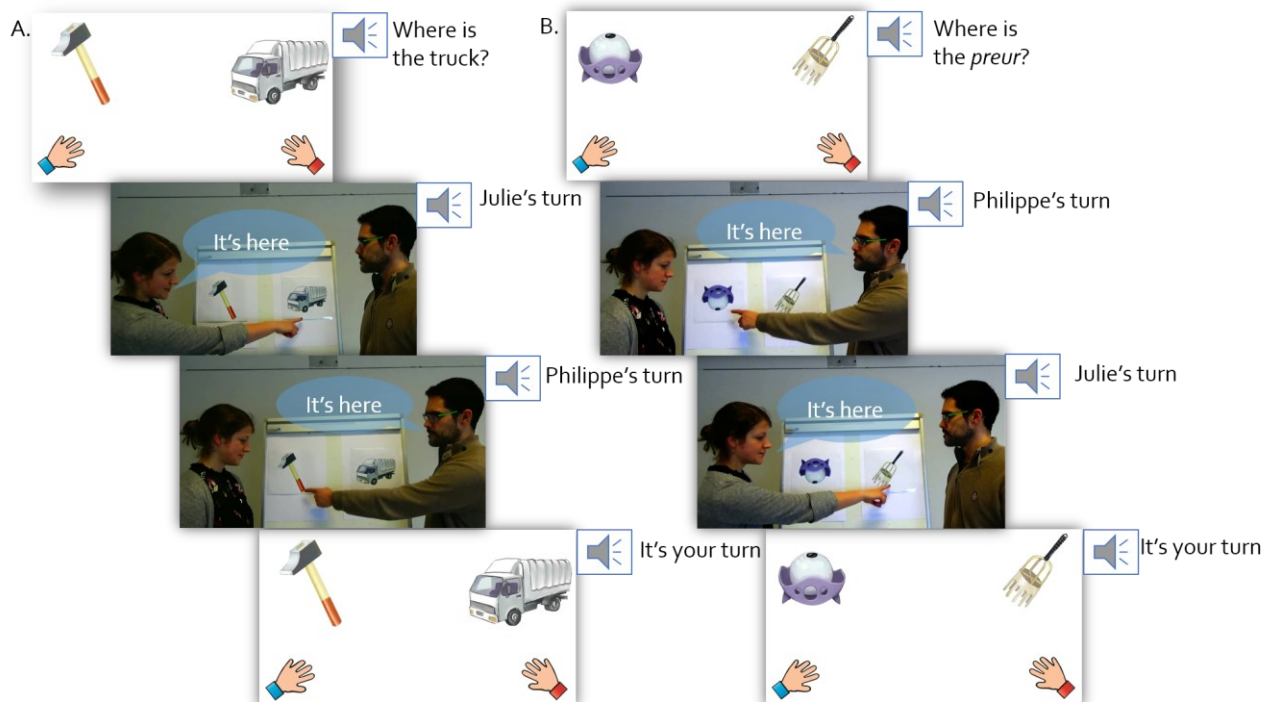 A.
Where is
the truck?
Julie's turn
It's here
Philippe's turn
It's here
It's your turn
B.
Where is
the preur?
Philippe's turn
It's here
Julie's turn
It's here
It's your turn